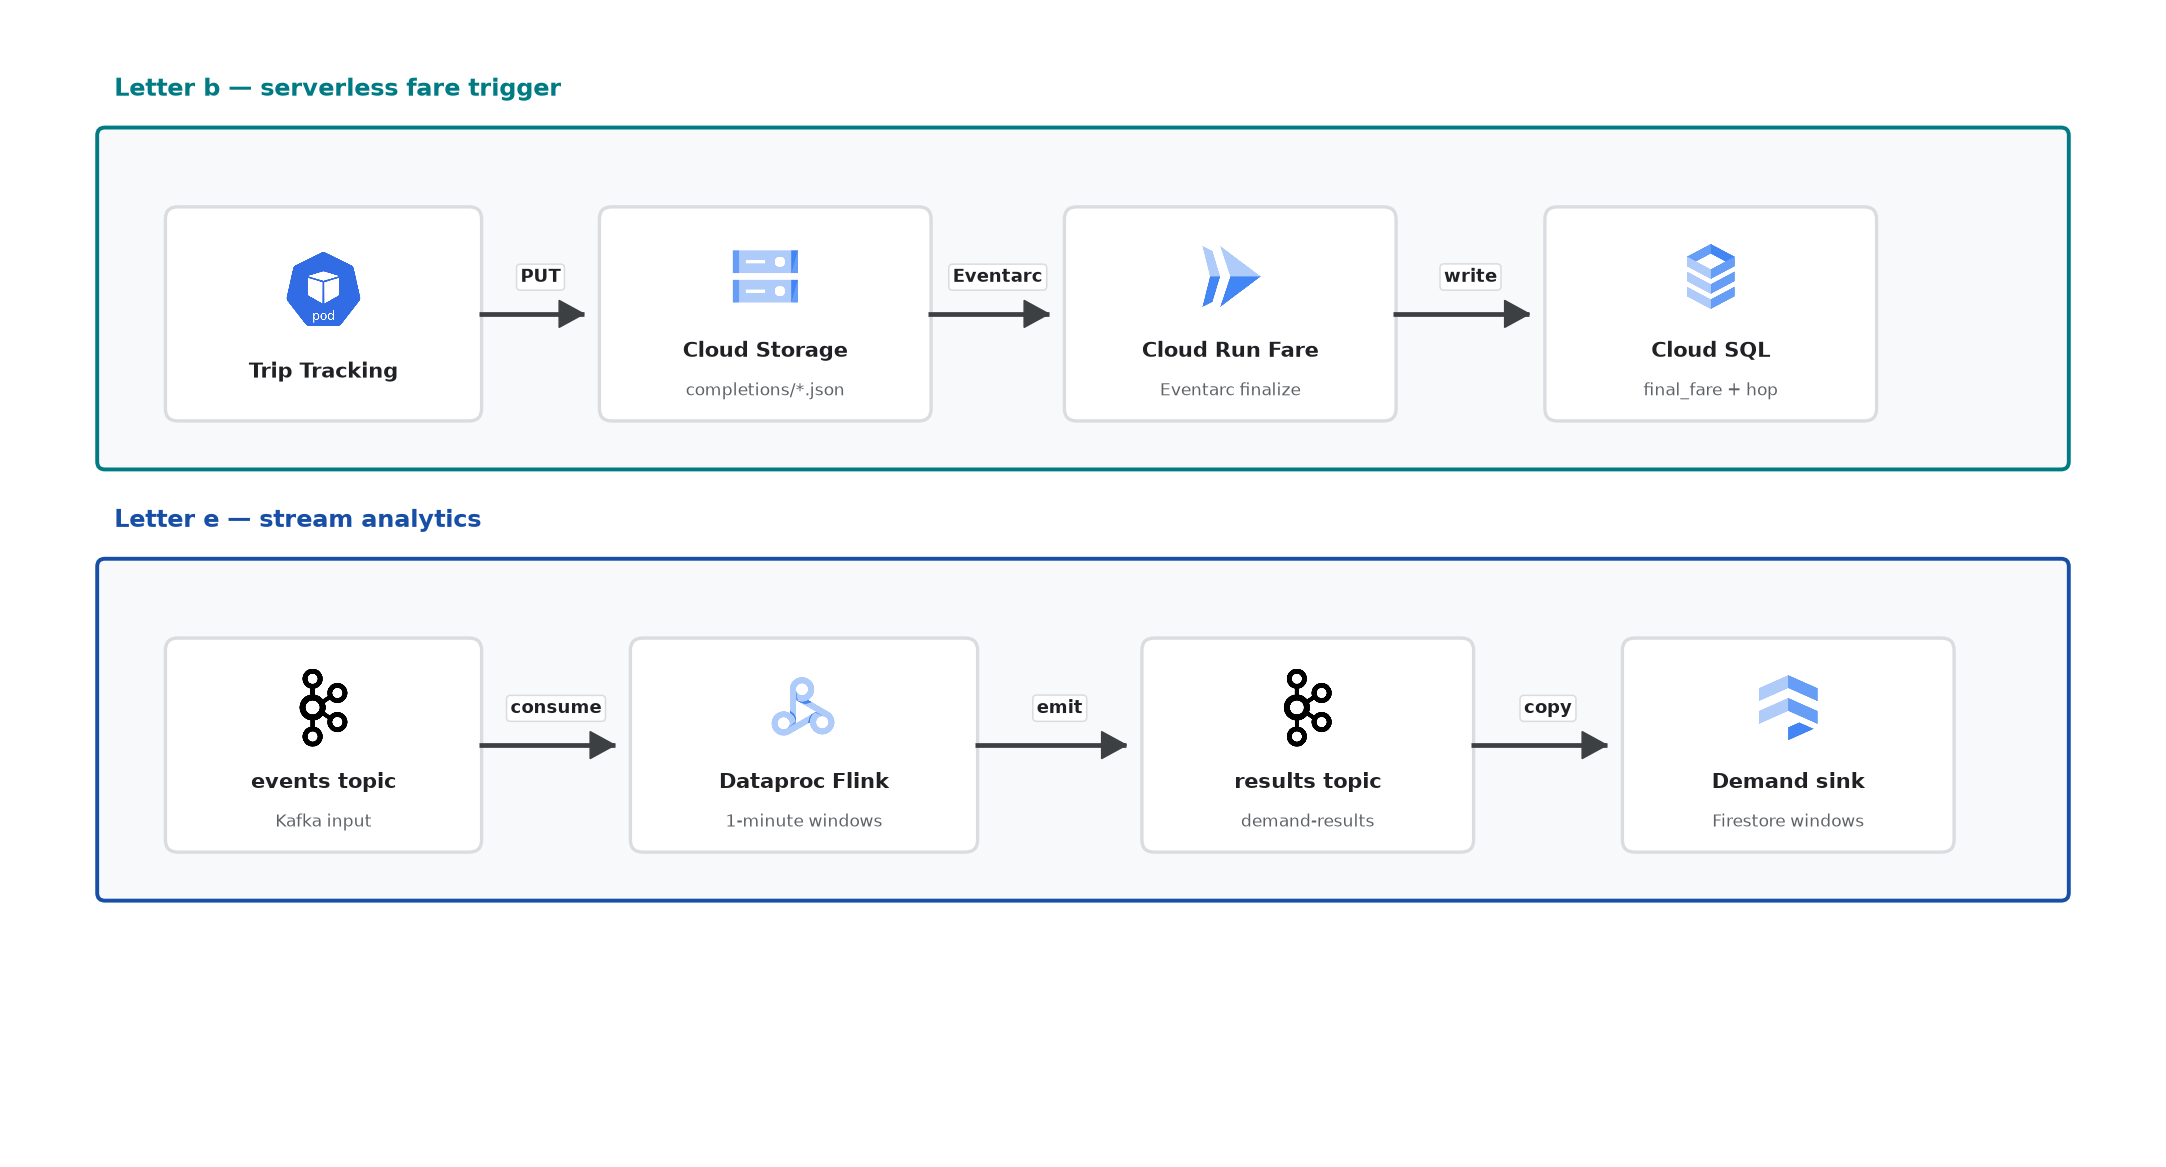 Letter b — serverless fare trigger
PUT
Eventarc
write
pod
Trip Tracking
Cloud Storage
completions/*.json
Cloud Run Fare
Eventarc finalize
Cloud SQL
final_fare + hop
Letter e — stream analytics
consume
emit
copy
events topic
Kafka input
Dataproc Flink
1-minute windows
results topic
demand-results
Demand sink
Firestore windows